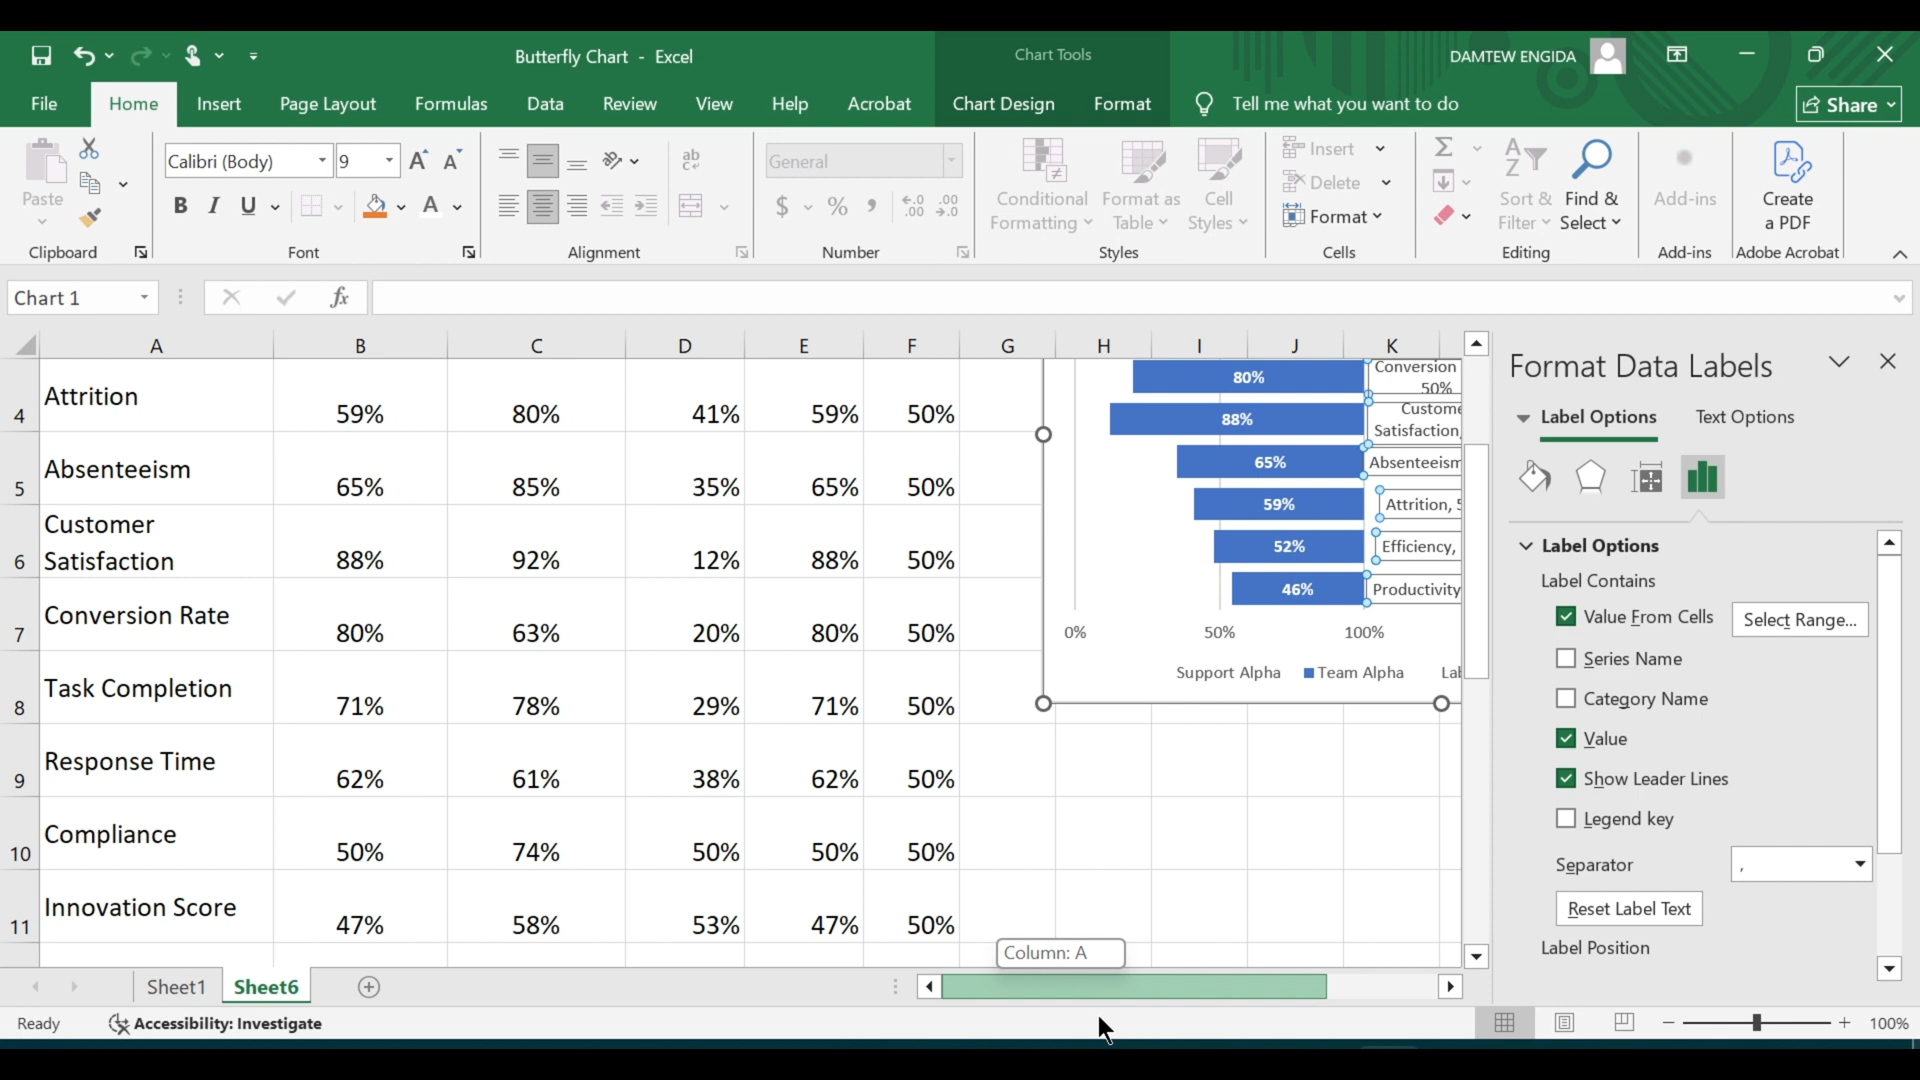 Butterfly Chart - Excel
Chart Tools
DAMTEW ENGIDA
File
Home
Insert
Page Layout
Formulas
Data
Review
View
Help
Acrobat
Chart Design
Format
Tell me what you want to do
Share
Paste
Clipboard
Calibri (Body)
9
A A
B I U
A
Font
ab
Alignment
General
$ % ,
Number
Conditional
Formatting
Format as
Table
Cell
Styles
Styles
Insert
Delete
Format
Cells
Sort &
Filter
Find &
Select
Editing
Add-ins
Add-ins
Create
a PDF
Adobe Acrobat
Chart 1
fx
A B C D E F G H I J K
4 Attrition 59% 80% 41% 59% 50%
5 Absenteeism 65% 85% 35% 65% 50%
6 Customer
Satisfaction 88% 92% 12% 88% 50%
7 Conversion Rate 80% 63% 20% 80% 50%
8 Task Completion 71% 78% 29% 71% 50%
9 Response Time 62% 61% 38% 62% 50%
10 Compliance 50% 74% 50% 50% 50%
11 Innovation Score 47% 58% 53% 47% 50%
80% Conversion
50%
88% Custome
Satisfaction,
65% Absenteeism
59% Attrition, 5
52% Efficiency,
46% Productivity
0% 50% 100%
Support Alpha Team Alpha Lal
Format Data Labels
Label Options
Text Options
Label Options
Label Contains
Value From Cells
Select Range...
Series Name
Category Name
Value
Show Leader Lines
Legend key
Separator ,
Reset Label Text
Label Position
Column: A
Sheet1
Sheet6
Ready
Accessibility: Investigate
100%